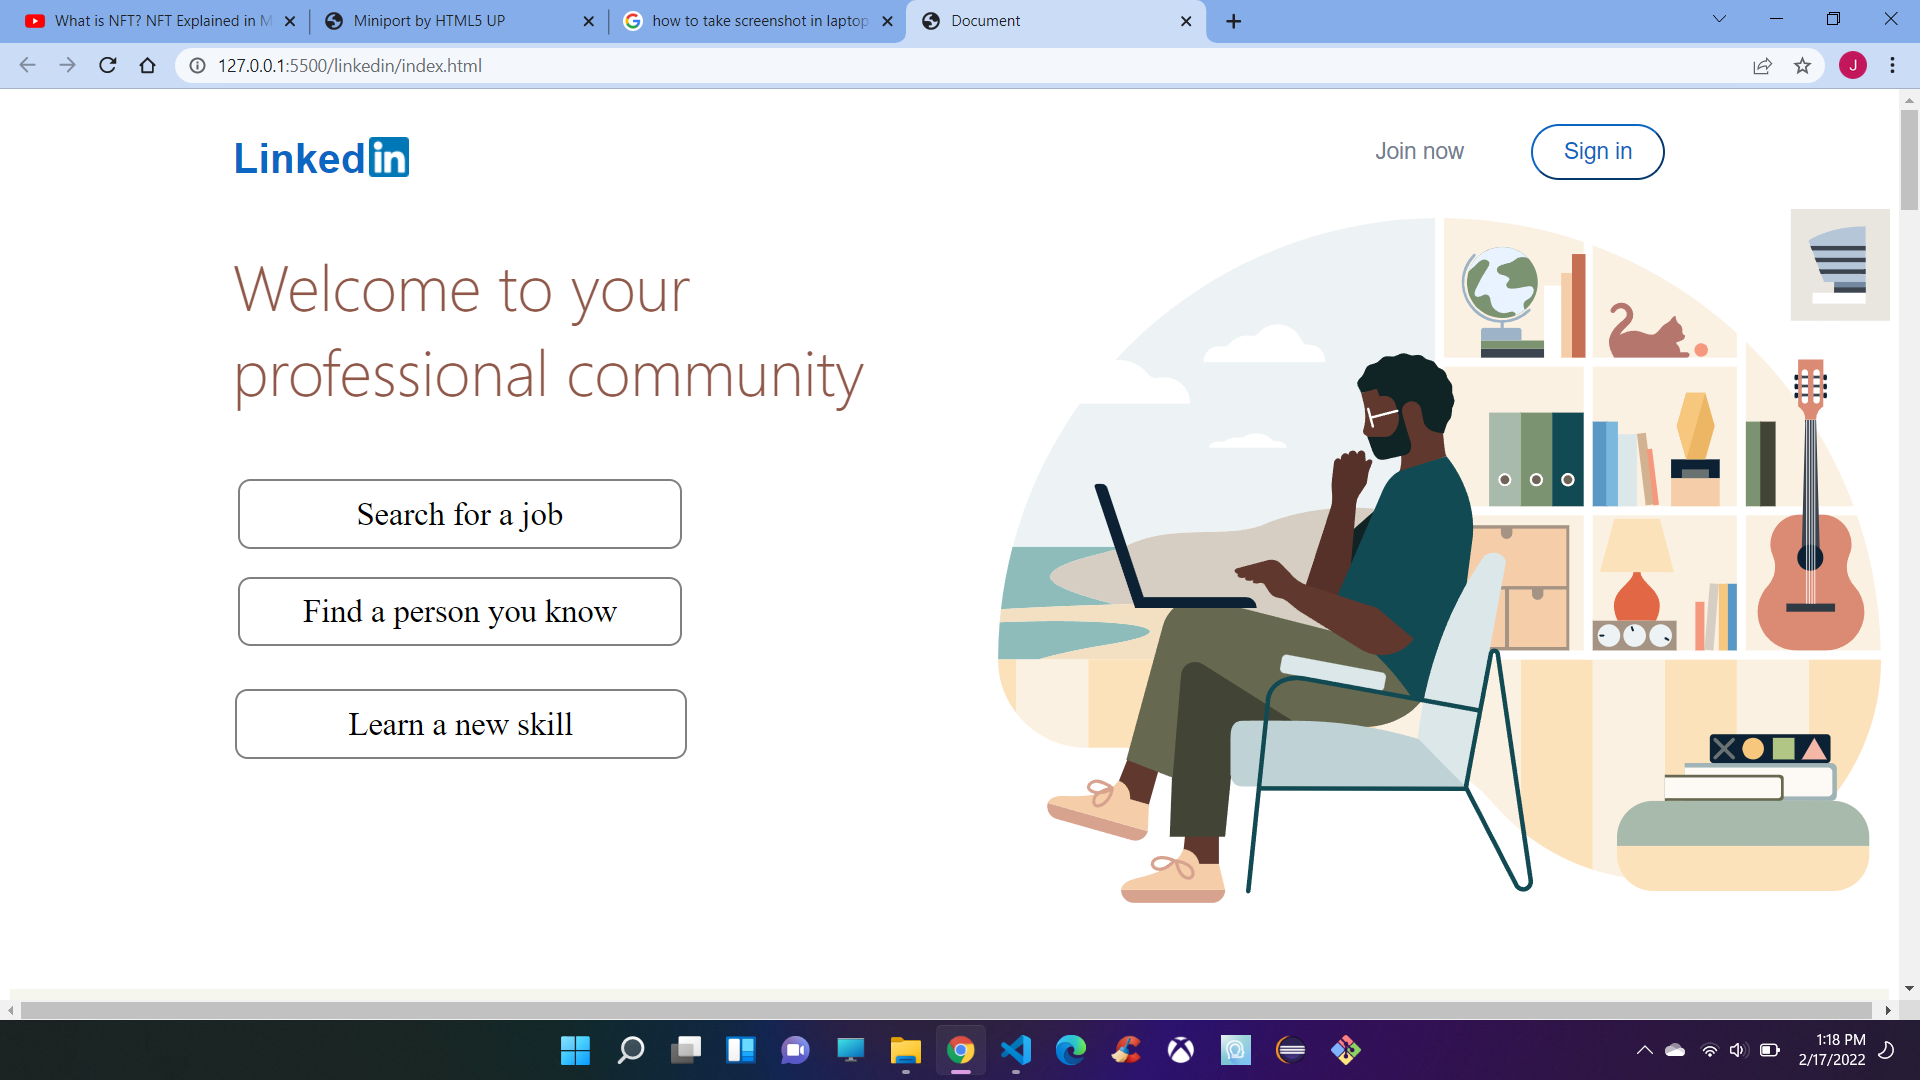 What is NFT? NFT Explained in M
Miniport by HTML5 UP
how to take screenshot in laptop
Document
127.0.0.1:5500/linkedin/index.html
J
Linkedin
Join now
Sign in
Welcome to your
professional community
Search for a job
Find a person you know
Learn a new skill
1:18 PM
2/17/2022